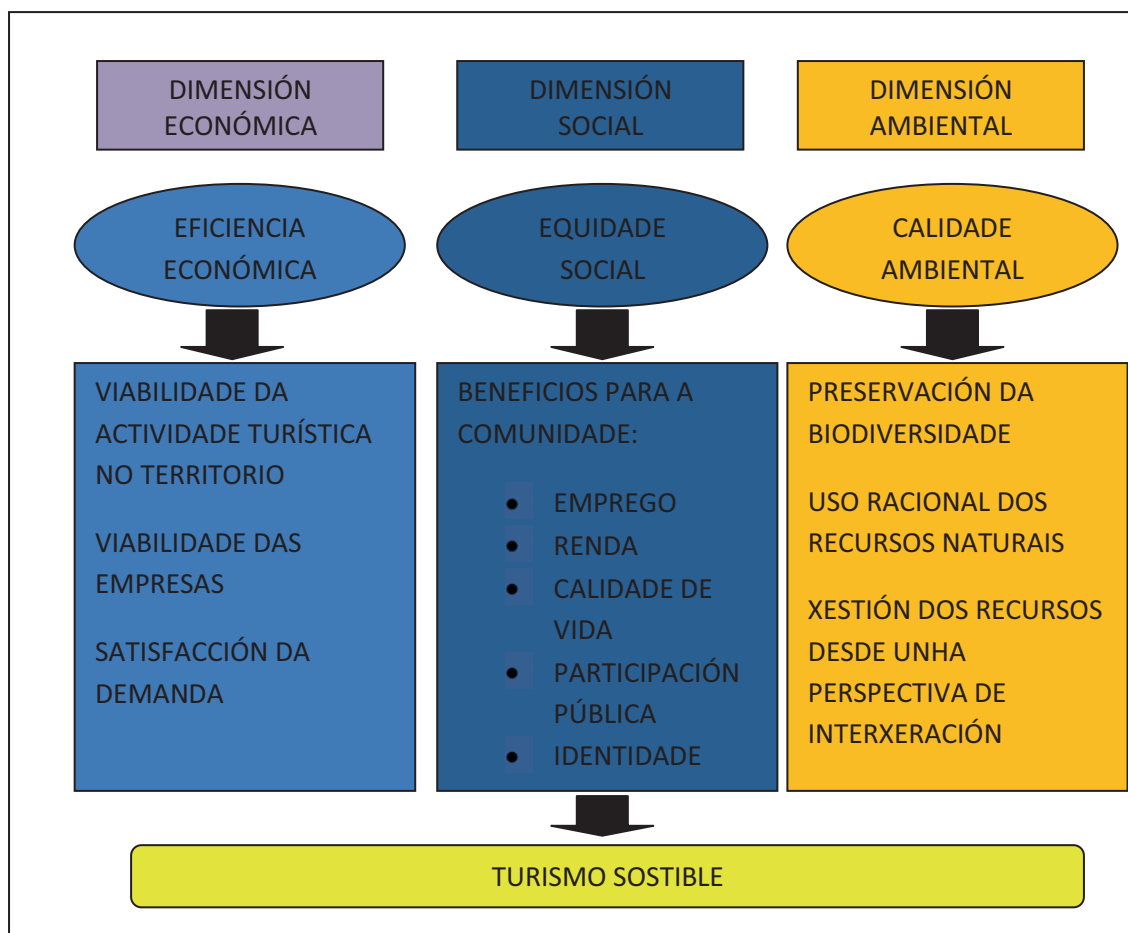 DIMENSIÓN
ECONÓMICA
DIMENSIÓN
SOCIAL
DIMENSIÓN
AMBIENTAL
EFICIENCIA
ECONÓMICA
EQUIDADE
SOCIAL
CALIDADE
AMBIENTAL
VIABILIDADE DA
ACTIVIDADE TURÍSTICA
NO TERRITORIO
VIABILIDADE DAS
EMPRESAS
SATISFACCIÓN DA
DEMANDA
BENEFICIOS PARA A
COMUNIDADE:
• EMPREGO
• RENDA
• CALIDADE DE
VIDA
• PARTICIPACIÓN
PÚBLICA
• IDENTIDADE
PRESERVACIÓN DA
BIODIVERSIDADE
USO RACIONAL DOS
RECURSOS NATURAIS
XESTIÓN DOS RECURSOS
DESDE UNHA
PERSPECTIVA DE
INTERXERACIÓN
TURISMO SOSTIBLE